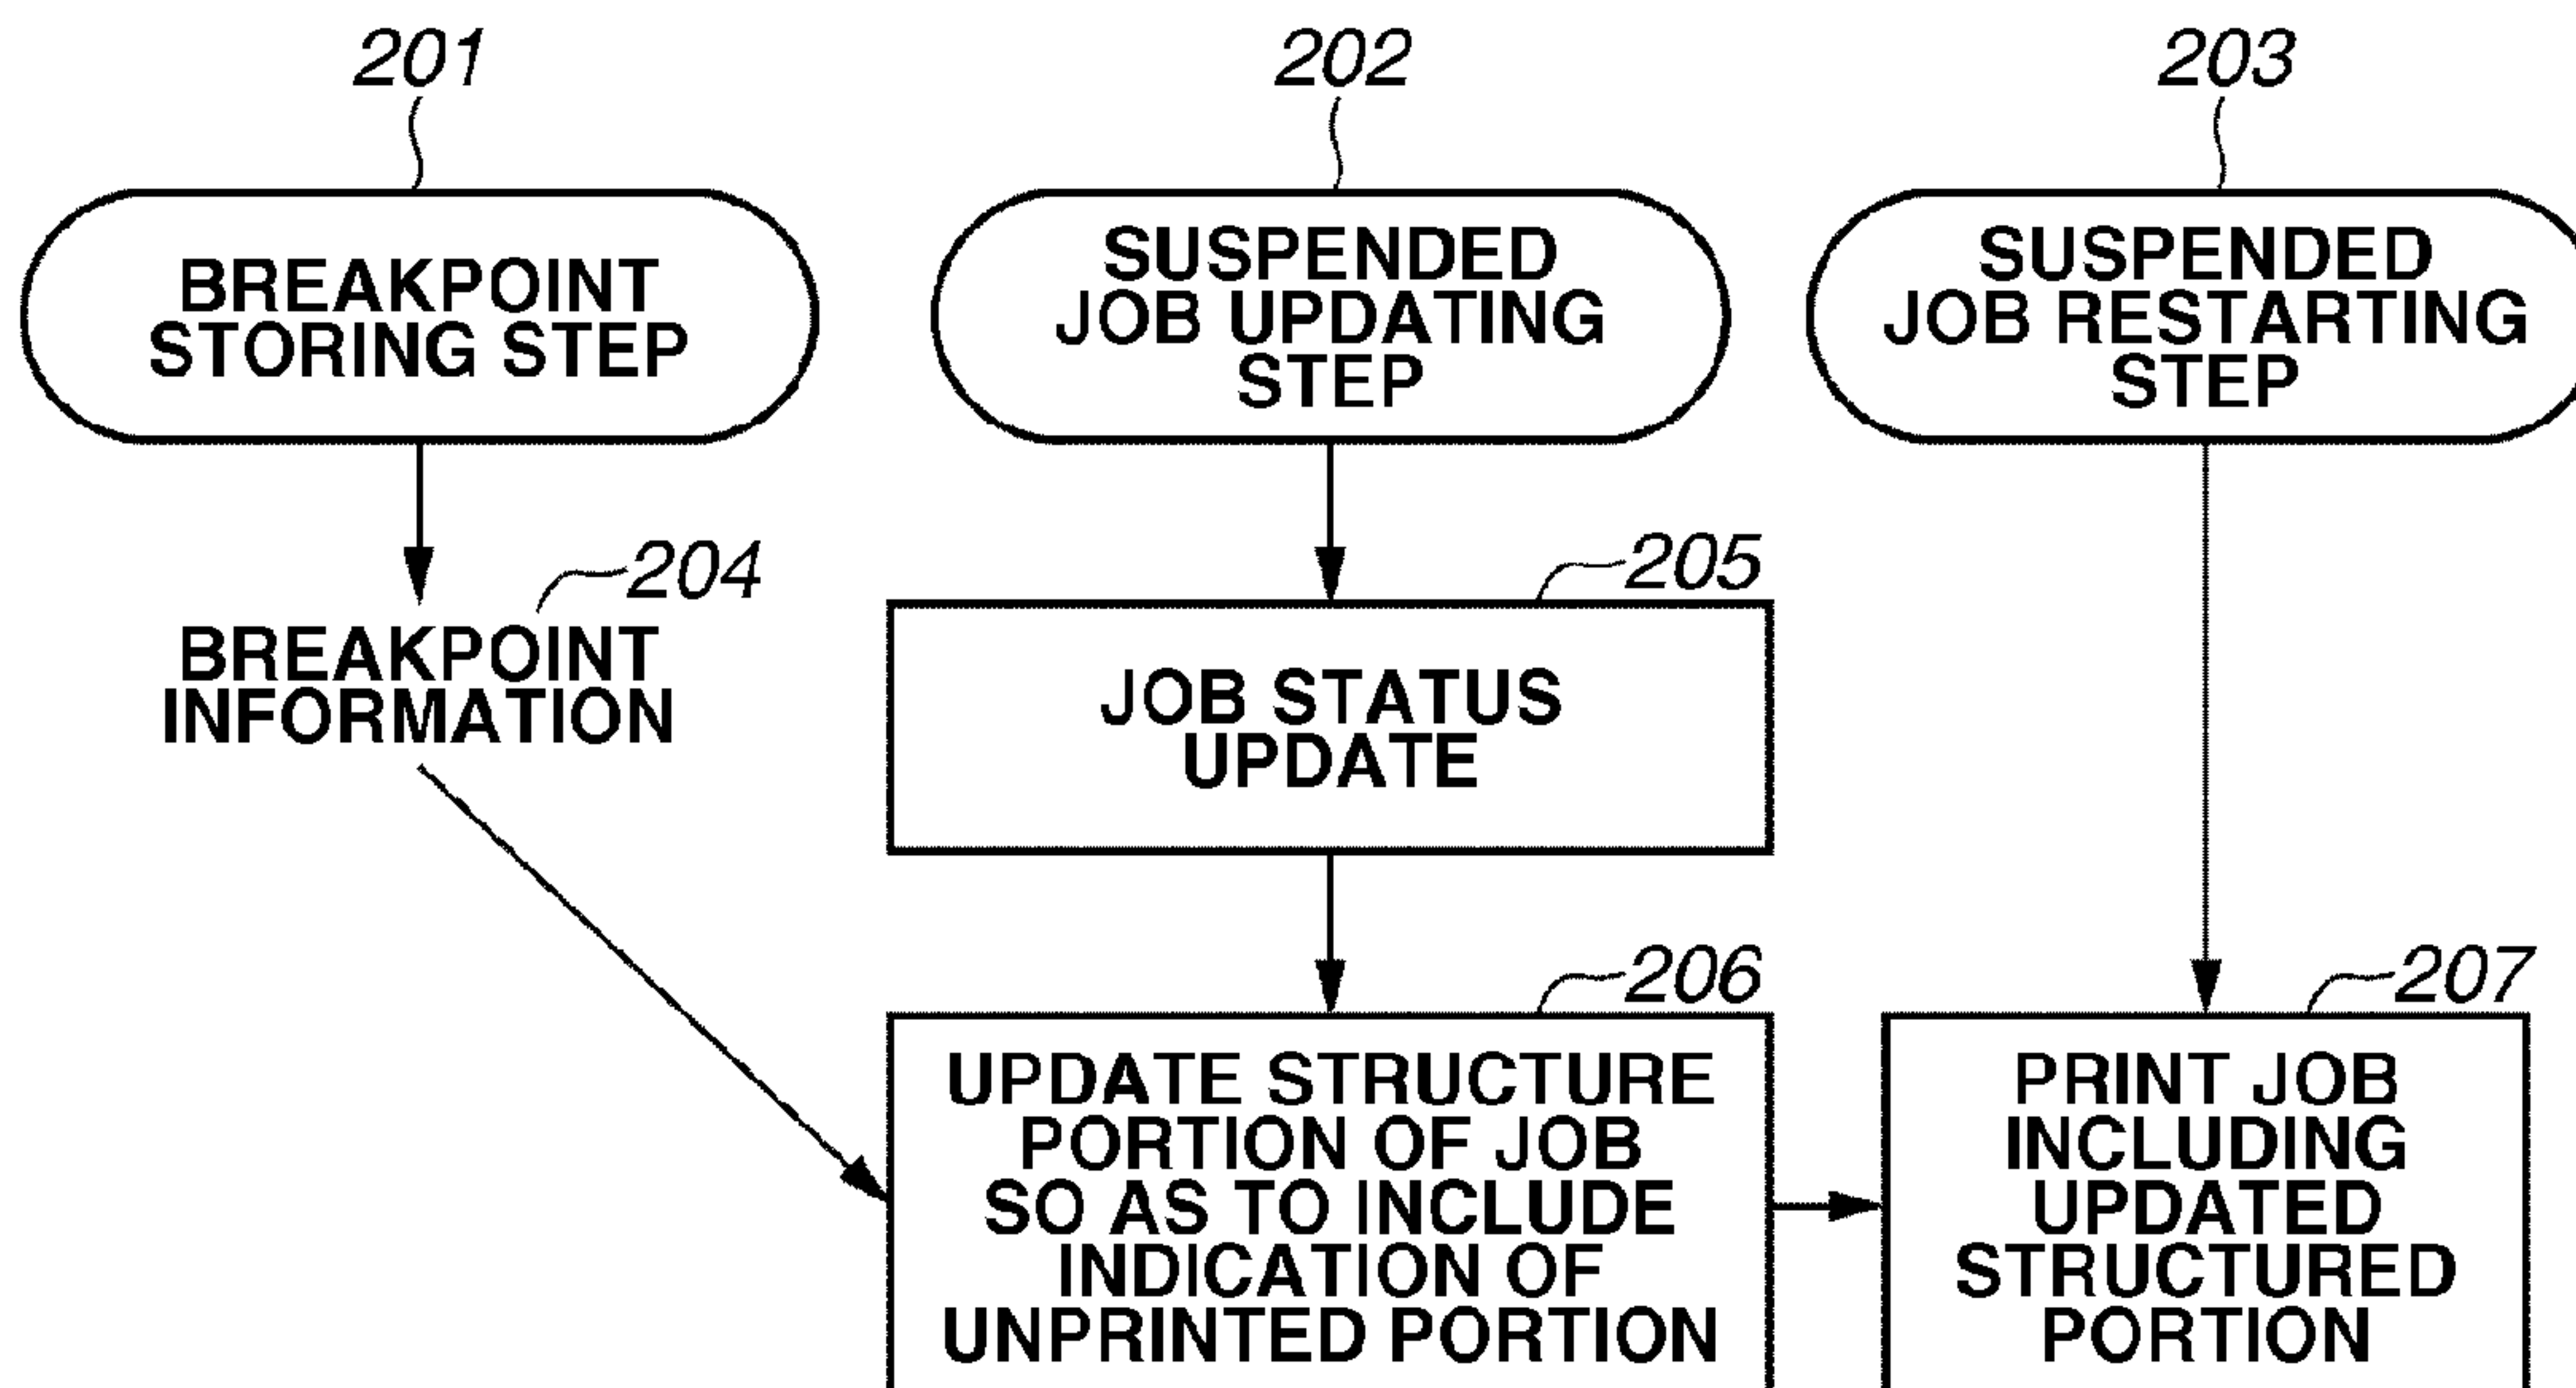 201
202
203
BREAKPOINT
STORING STEP
SUSPENDED
JOB UPDATING
STEP
SUSPENDED
JOB RESTARTING
STEP
204
BREAKPOINT
INFORMATION
205
JOB STATUS
UPDATE
206
UPDATE STRUCTURE
PORTION OF JOB
SO AS TO INCLUDE
INDICATION OF
UNPRINTED PORTION
207
PRINT JOB
INCLUDING
UPDATED
STRUCTURED
PORTION